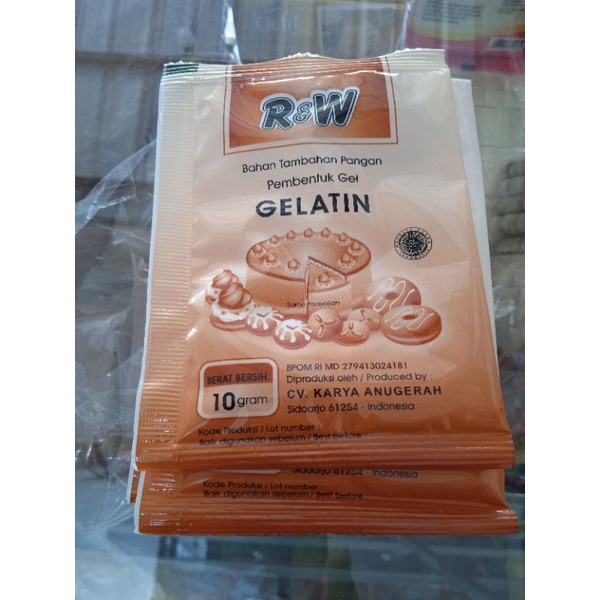 R&W
Bahan Tambahan Pangan
Pembentuk Gel
GELATIN
Saran Penyajian
BERAT BERSIH:
10 gram
BPOM RI MD 279413024181
Diproduksi oleh / Produced by :
CV. KARYA ANUGERAH
Sidoarjo 61254 - Indonesia
Kode Produksi / Lot number :
Baik digunakan sebelum / Best before
Sidoarjo 61254 - Indonesia
Kode Produksi / Lot number
Baik digunakan sebelum / Best before